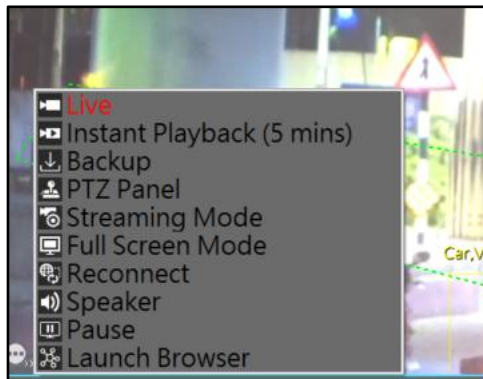 Live
Instant Playback (5 mins)
Backup
PTZ Panel
Streaming Mode
Full Screen Mode
Reconnect
Speaker
Pause
Launch Browser
Car,V